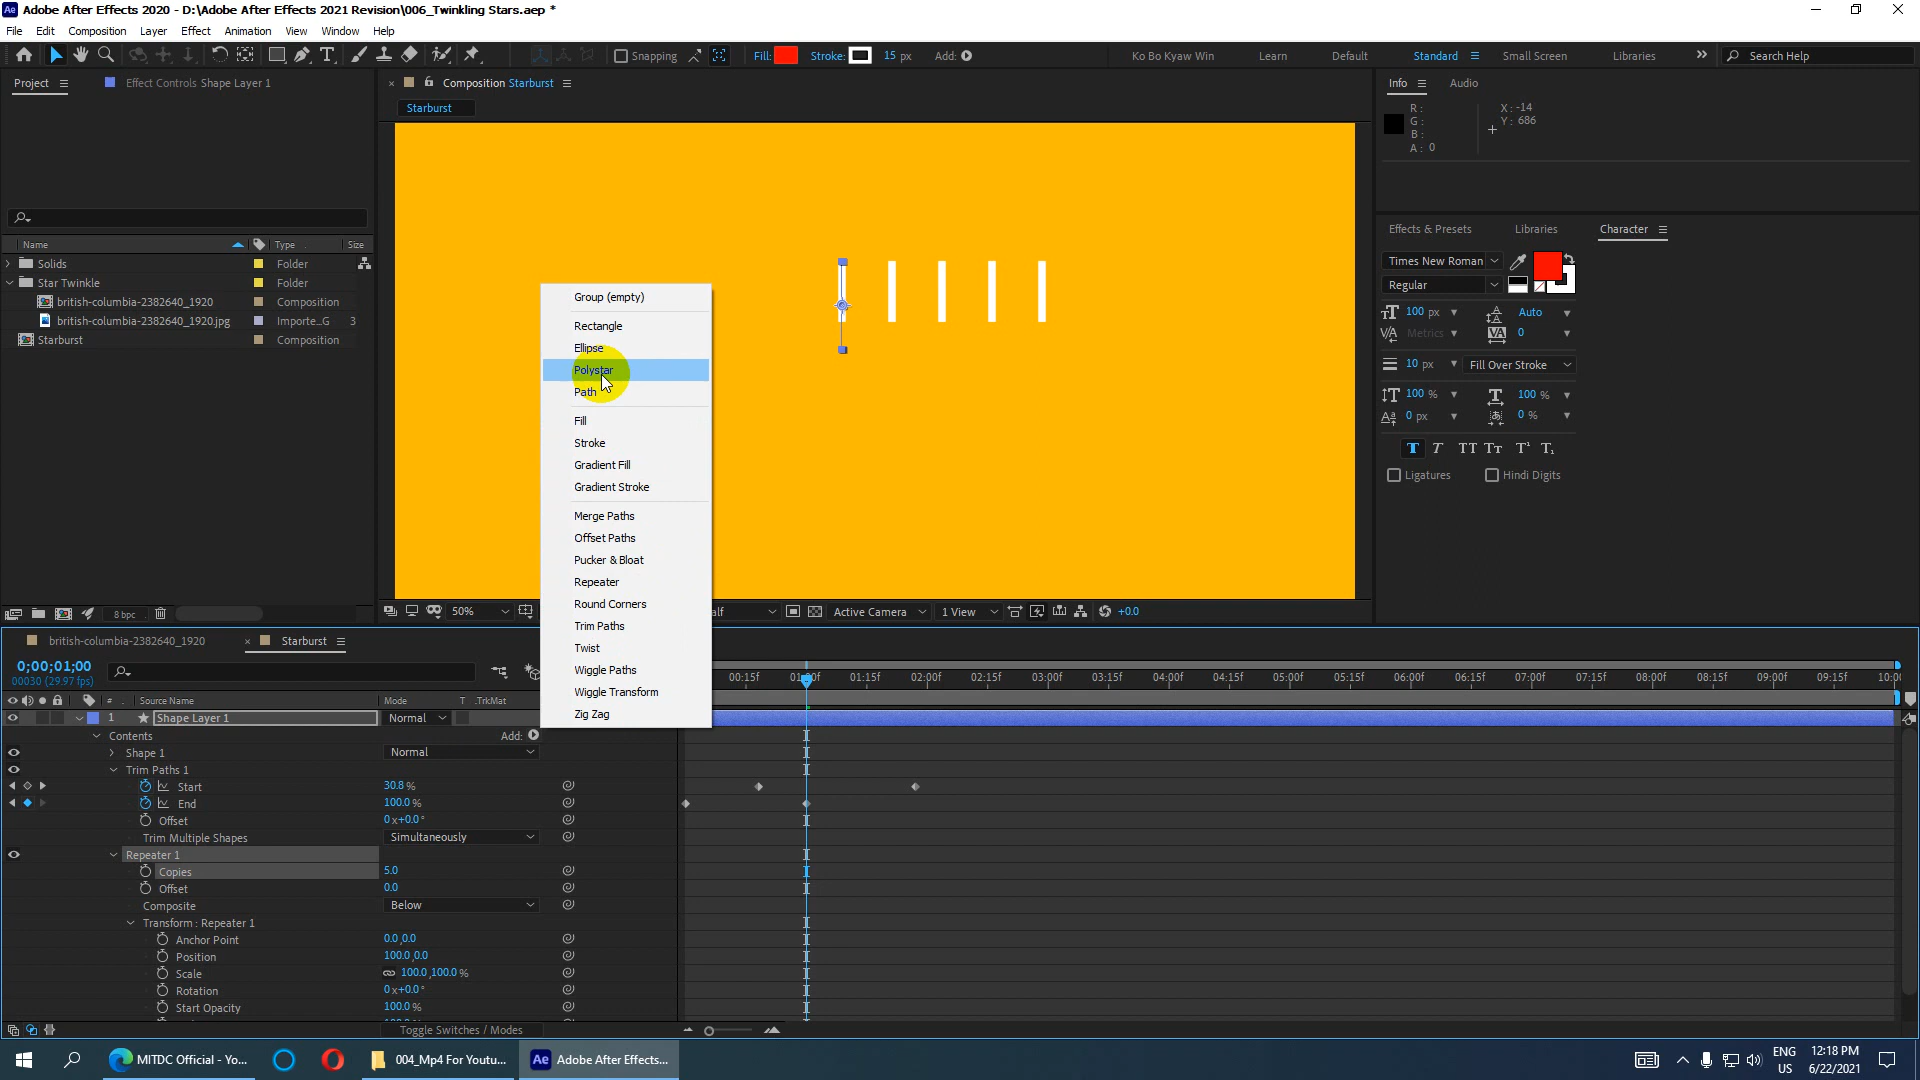 Adobe After Effects 2020 - D:\Adobe After Effects 2021 Revision\006_Twinkling Stars.aep *
File Edit Composition Layer Effect Animation View Window Help
Snapping Fill: Stroke: 15 px Add: Ko Bo Kyaw Win Learn Default Standard Small Screen Libraries Search Help
Project Effect Controls Shape Layer 1 Composition Starburst Info Audio
Starburst
R: G: B: A: 0
X: -14
Y: 686
Name Type Size
Solids Folder
Star Twinkle Folder
british-columbia-2382640_1920 Composition
british-columbia-2382640_1920.jpg Importe...G 3
Starburst Composition
8 bpc
Group (empty)
Rectangle
Ellipse
Polystar
Path
Fill
Stroke
Gradient Fill
Gradient Stroke
Merge Paths
Offset Paths
Pucker & Bloat
Repeater
Round Corners
Trim Paths
Twist
Wiggle Paths
Wiggle Transform
Zig Zag
Effects & Presets Libraries Character
Times New Roman
Regular
100 px Auto
Metrics 0
10 px Fill Over Stroke
100 % 100 %
0 px 0 %
T T TT Tt T¹ T₁
Ligatures Hindi Digits
50% alf Active Camera 1 View +0.0
british-columbia-2382640_1920 Starburst
0;00;01;00
00030 (29.97 fps)
00:15f 01:00f 01:15f 02:00f 02:15f 03:00f 03:15f 04:00f 04:15f 05:00f 05:15f 06:00f 06:15f 07:00f 07:15f 08:00f 08:15f 09:00f 09:15f 10:0
# Source Name Mode T .TrkMat
1 Shape Layer 1 Normal
Contents Add:
Shape 1 Normal
Trim Paths 1
Start 30.8 %
End 100.0 %
Offset 0 x+0.0°
Trim Multiple Shapes Simultaneously
Repeater 1
Copies 5.0
Offset 0.0
Composite Below
Transform : Repeater 1
Anchor Point 0.0,0.0
Position 100.0,0.0
Scale 100.0,100.0 %
Rotation 0 x+0.0°
Start Opacity 100.0 %
Toggle Switches / Modes
MITDC Official - Yo... 004_Mp4 For Youtu... Adobe After Effects...
ENG
US
12:18 PM
6/22/2021